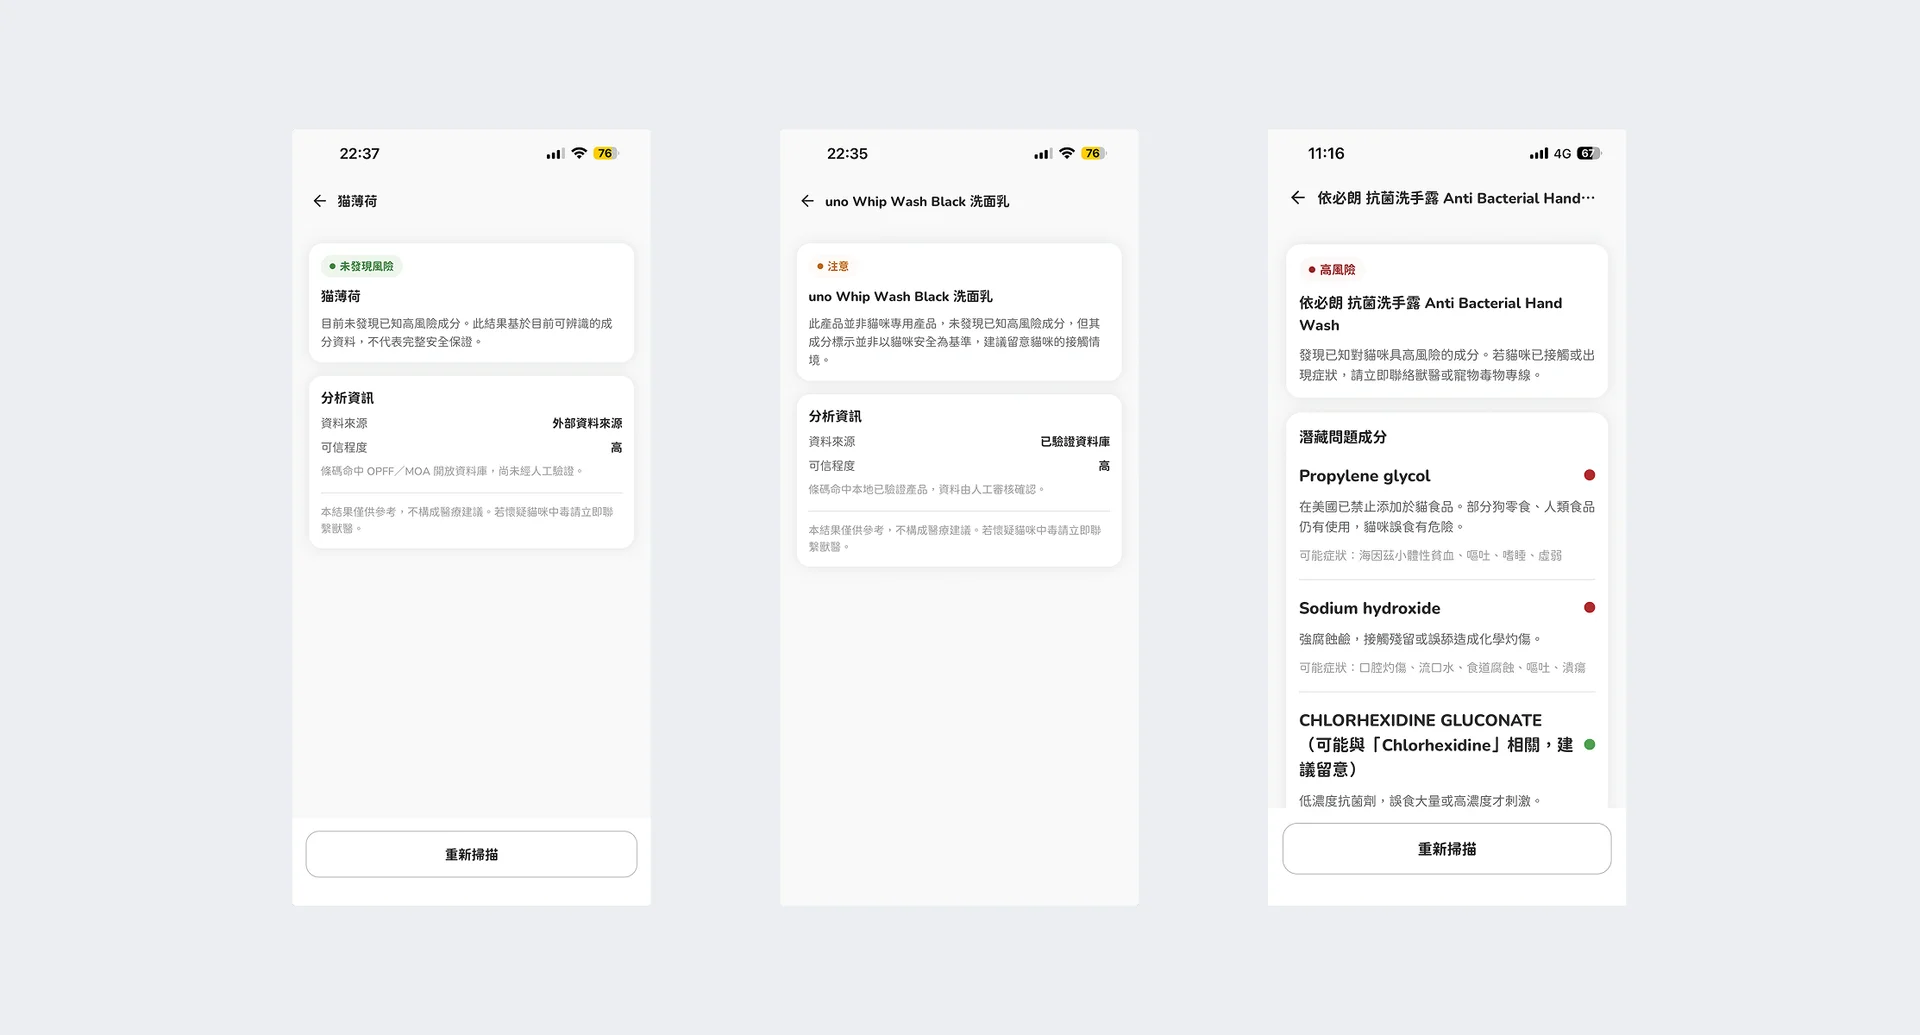 22:37
76
猫薄荷
未發現風險
猫薄荷
目前未發現已知高風險成分。此結果基於目前可辨識的成
分資料，不代表完整安全保證。
分析資訊
資料來源 外部資料來源
可信程度 高
條碼命中 OPFF／MOA 開放資料庫，尚未經人工驗證。
本結果僅供參考，不構成醫療建議。若懷疑貓咪中毒請立即聯
繫獸醫。
重新掃描
22:35
76
uno Whip Wash Black 洗面乳
注意
uno Whip Wash Black 洗面乳
此產品並非貓咪專用產品，未發現已知高風險成分，但其
成分標示並非以貓咪安全為基準，建議留意貓咪的接觸情
境。
分析資訊
資料來源 已驗證資料庫
可信程度 高
條碼命中本地已驗證產品，資料由人工審核確認。
本結果僅供參考，不構成醫療建議。若懷疑貓咪中毒請立即聯
繫獸醫。
11:16
4G 67
依必朗 抗菌洗手露 Anti Bacterial Hand…
高風險
依必朗 抗菌洗手露 Anti Bacterial Hand
Wash
發現已知對貓咪具高風險的成分。若貓咪已接觸或出
現症狀，請立即聯絡獸醫或寵物毒物專線。
潛藏問題成分
Propylene glycol
在美國已禁止添加於貓食品。部分狗零食、人類食品
仍有使用，貓咪誤食有危險。
可能症狀：海因茲小體性貧血、嘔吐、嗜睡、虛弱
Sodium hydroxide
強腐蝕鹼，接觸殘留或誤舔造成化學灼傷。
可能症狀：口腔灼傷、流口水、食道腐蝕、嘔吐、潰瘍
CHLORHEXIDINE GLUCONATE
（可能與「Chlorhexidine」相關，建
議留意）
低濃度抗菌劑，誤食大量或高濃度才刺激。
重新掃描